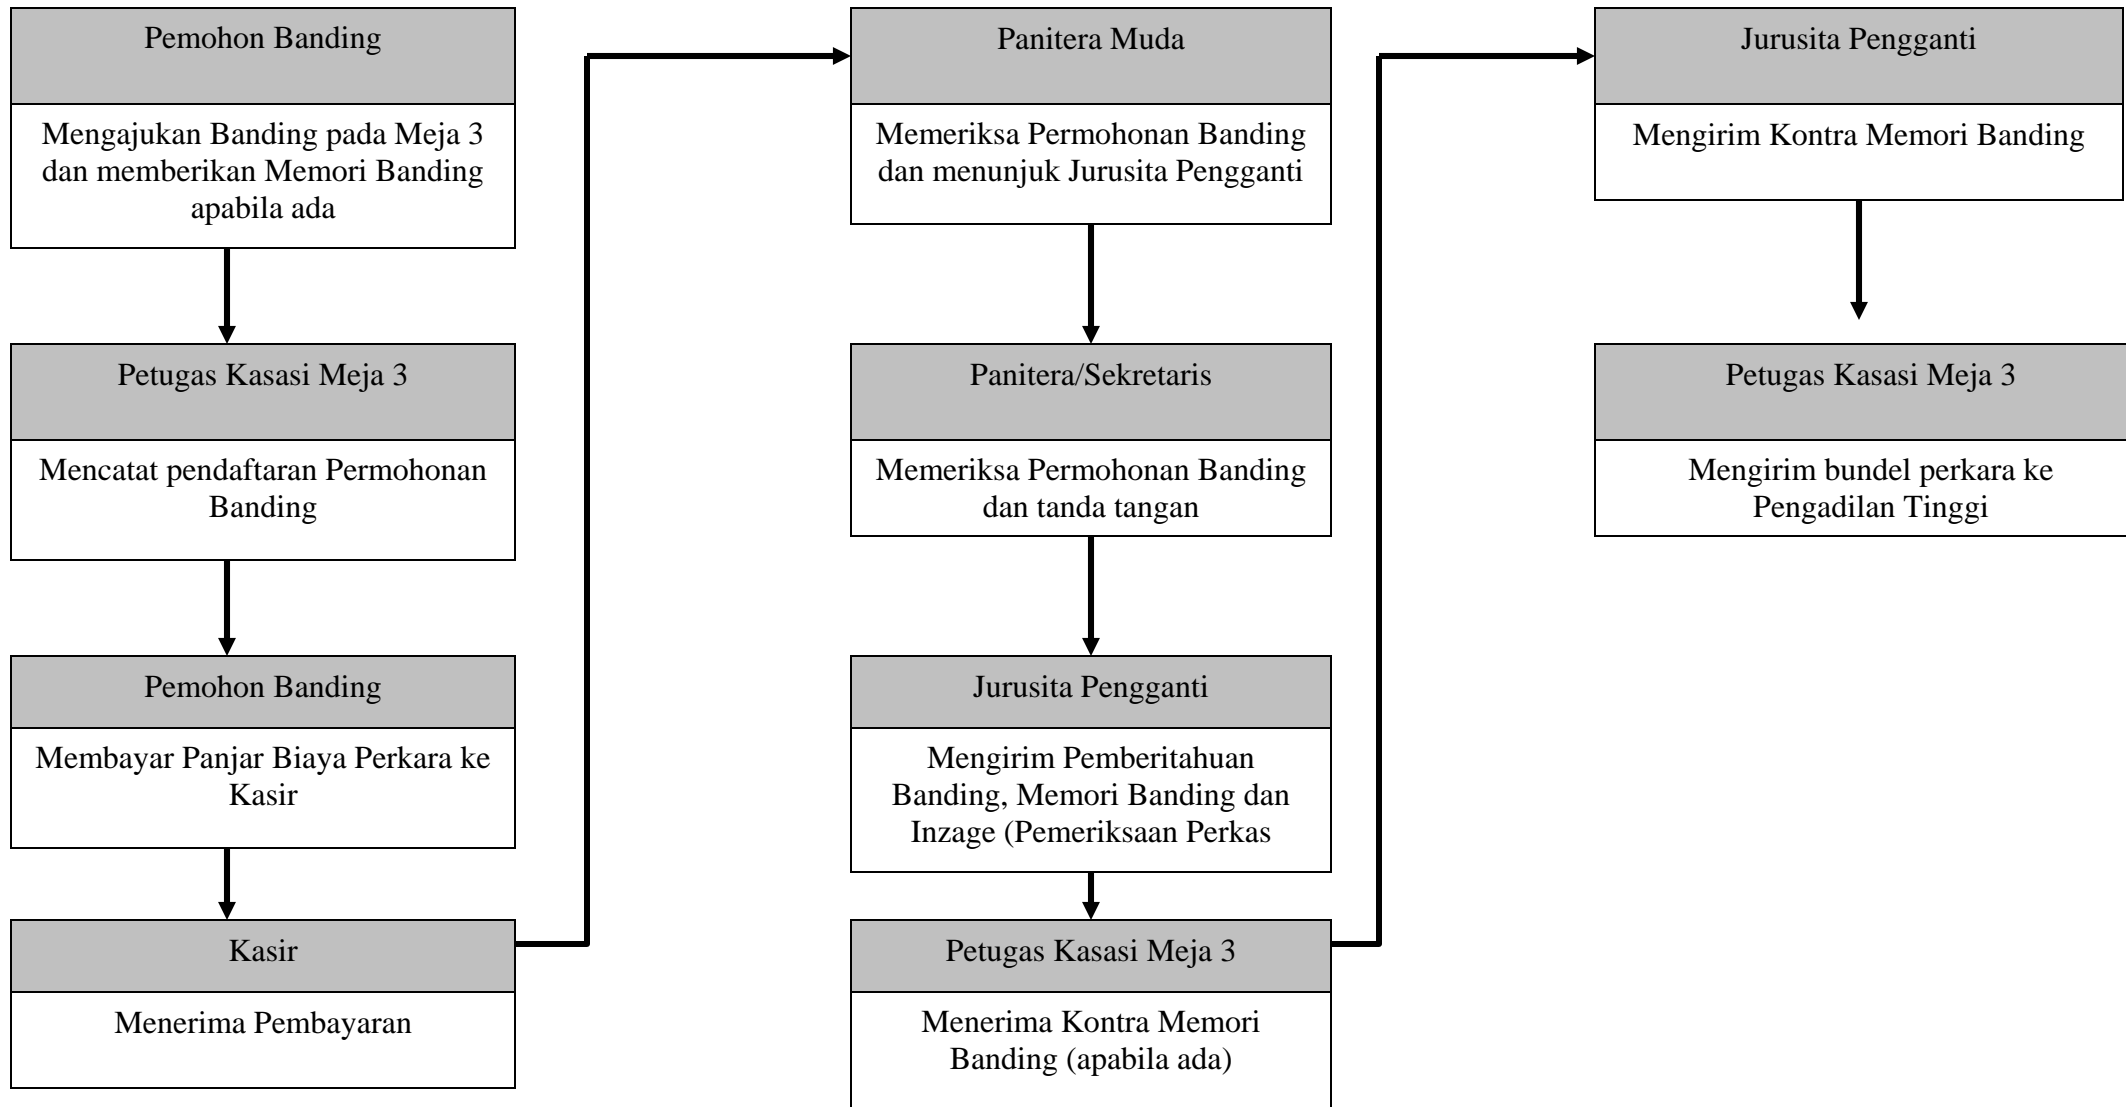 Pemohon Banding
Mengajukan Banding pada Meja 3
dan memberikan Memori Banding
apabila ada
Petugas Kasasi Meja 3
Mencatat pendaftaran Permohonan
Banding
Pemohon Banding
Membayar Panjar Biaya Perkara ke
Kasir
Kasir
Menerima Pembayaran
Panitera Muda
Memeriksa Permohonan Banding
dan menunjuk Jurusita Pengganti
Panitera/Sekretaris
Memeriksa Permohonan Banding
dan tanda tangan
Jurusita Pengganti
Mengirim Pemberitahuan
Banding, Memori Banding dan
Inzage (Pemeriksaan Perkas
Petugas Kasasi Meja 3
Menerima Kontra Memori
Banding (apabila ada)
Jurusita Pengganti
Mengirim Kontra Memori Banding
Petugas Kasasi Meja 3
Mengirim bundel perkara ke
Pengadilan Tinggi